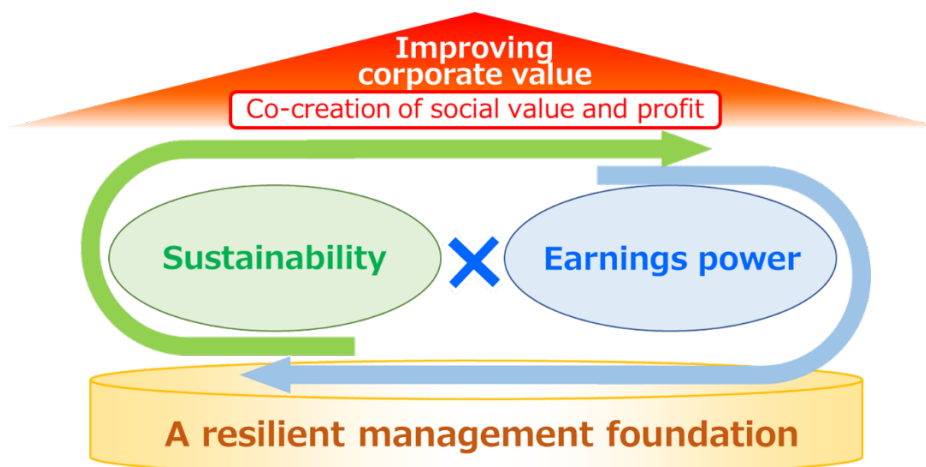 Improving
corporate value
Co-creation of social value and profit
Sustainability
×
Earnings power
A resilient management foundation